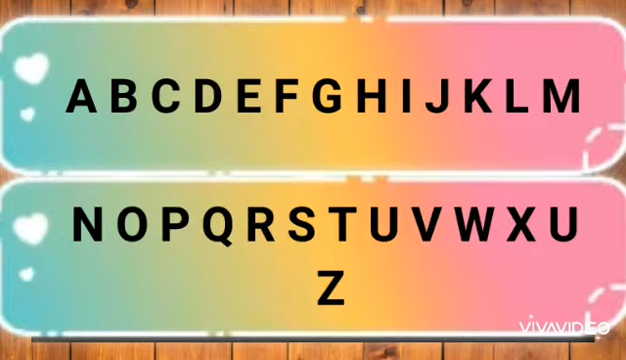 A B C D E F G H I J K L M
N O P Q R S T U V W X U
Z
VIVAVIDEO